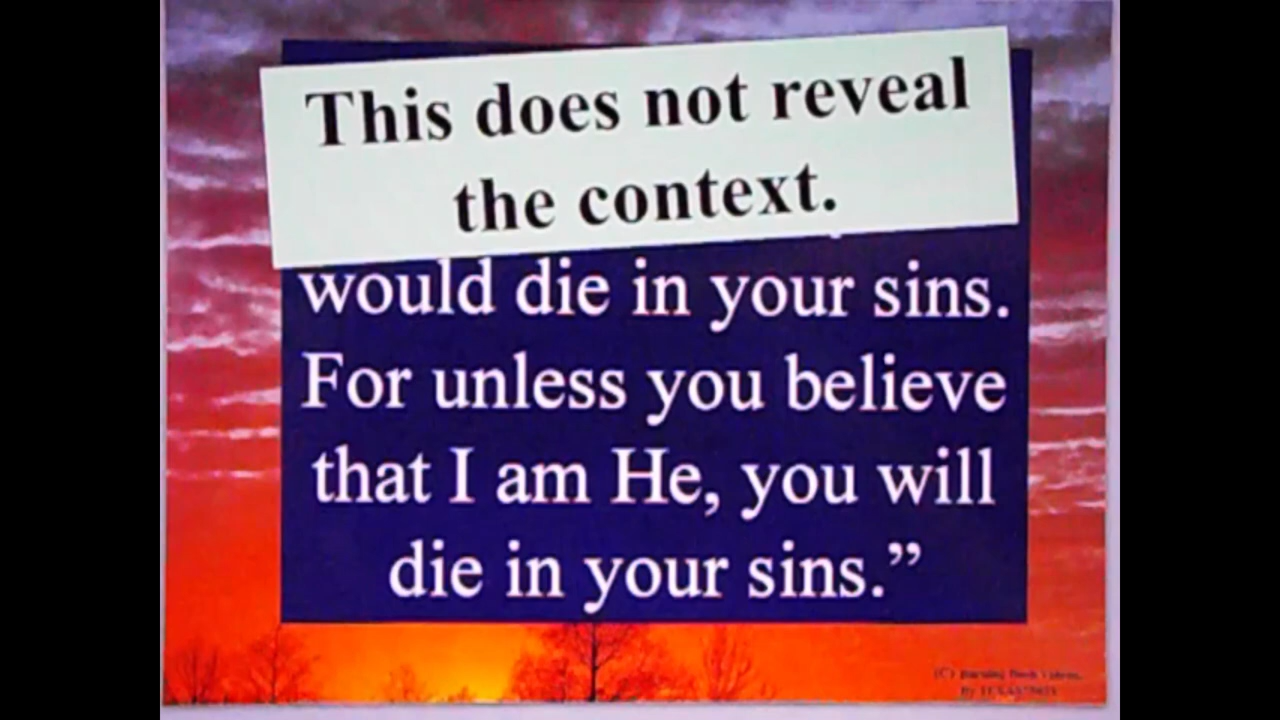 This does not reveal
the context.
would die in your sins.
For unless you believe
that I am He, you will
die in your sins.”
(C)
By